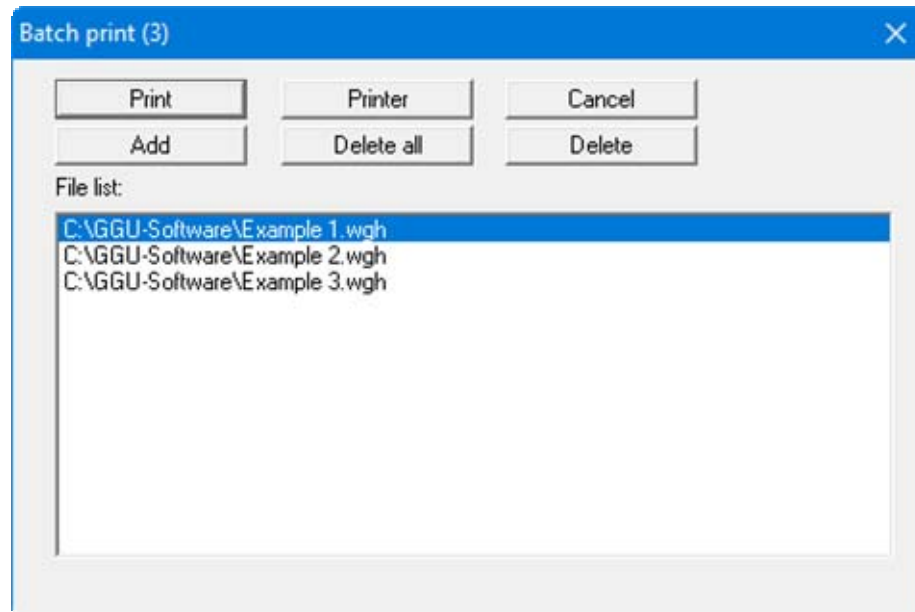 Batch print (3)
Print Printer Cancel
Add Delete all Delete
File list:
C:\GGU-Software\Example 1.wgh
C:\GGU-Software\Example 2.wgh
C:\GGU-Software\Example 3.wgh